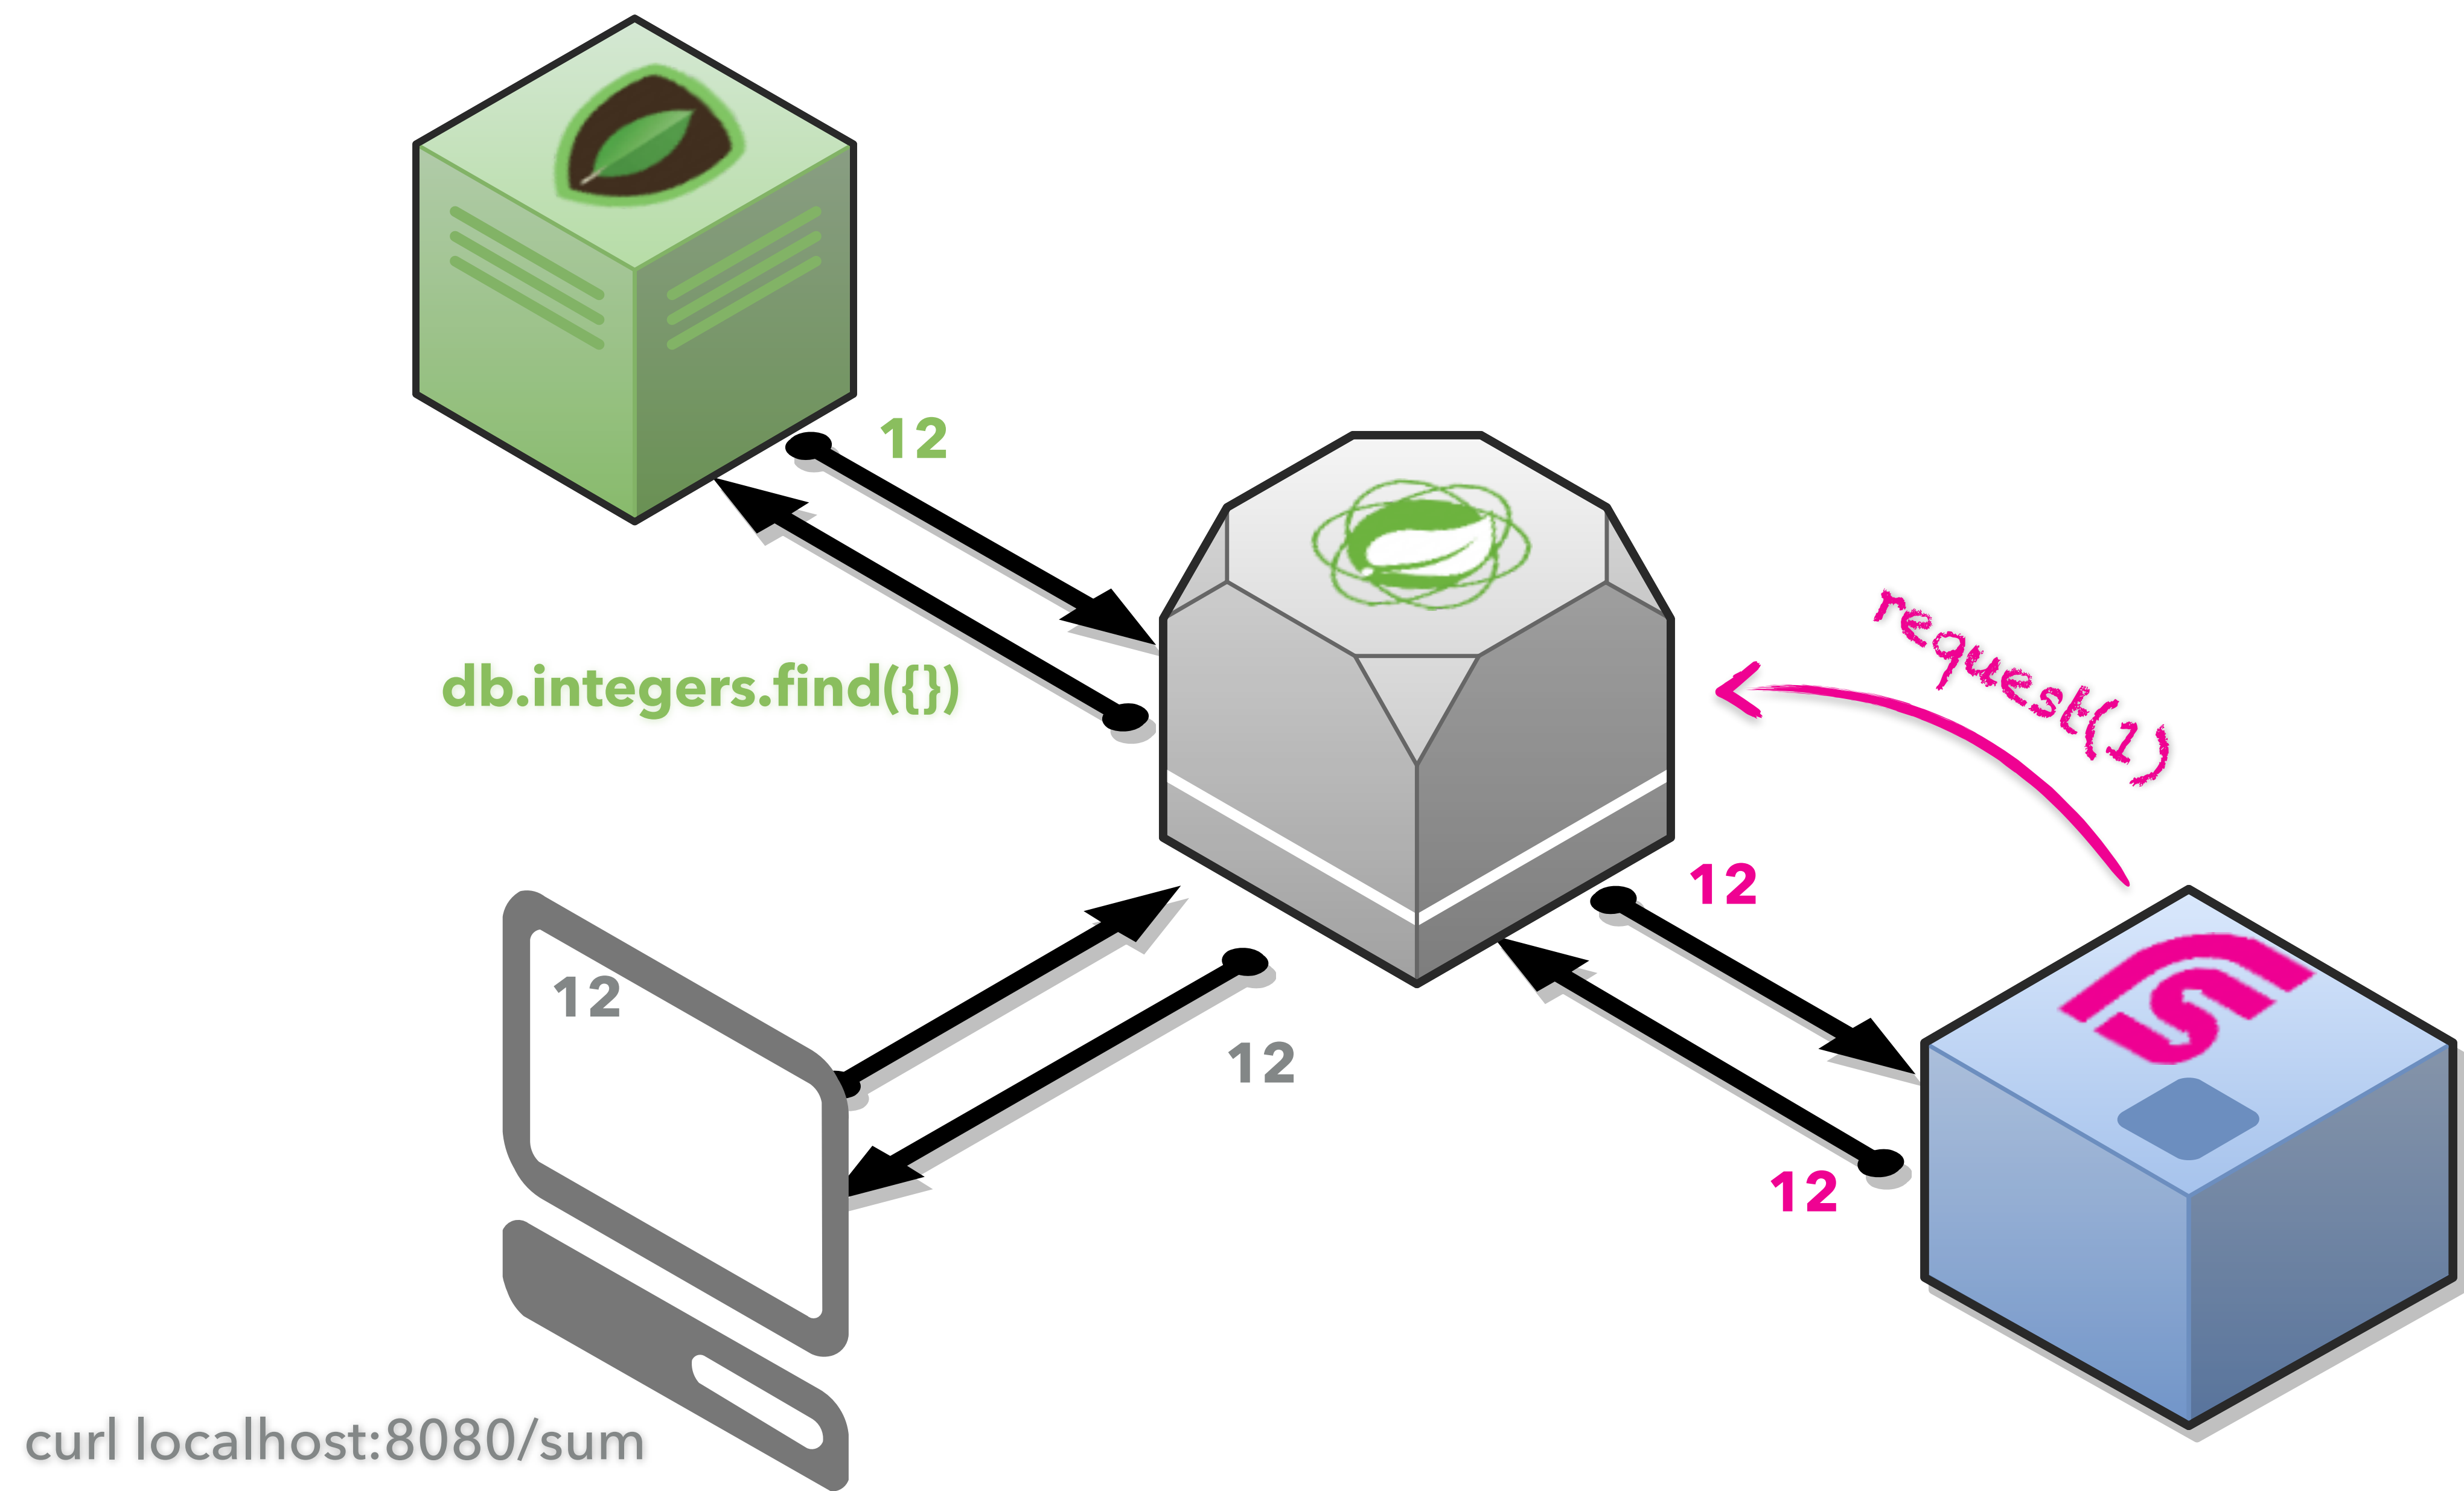 12
db.integers.find({})
request(1)
12
12
12
12
curl localhost:8080/sum